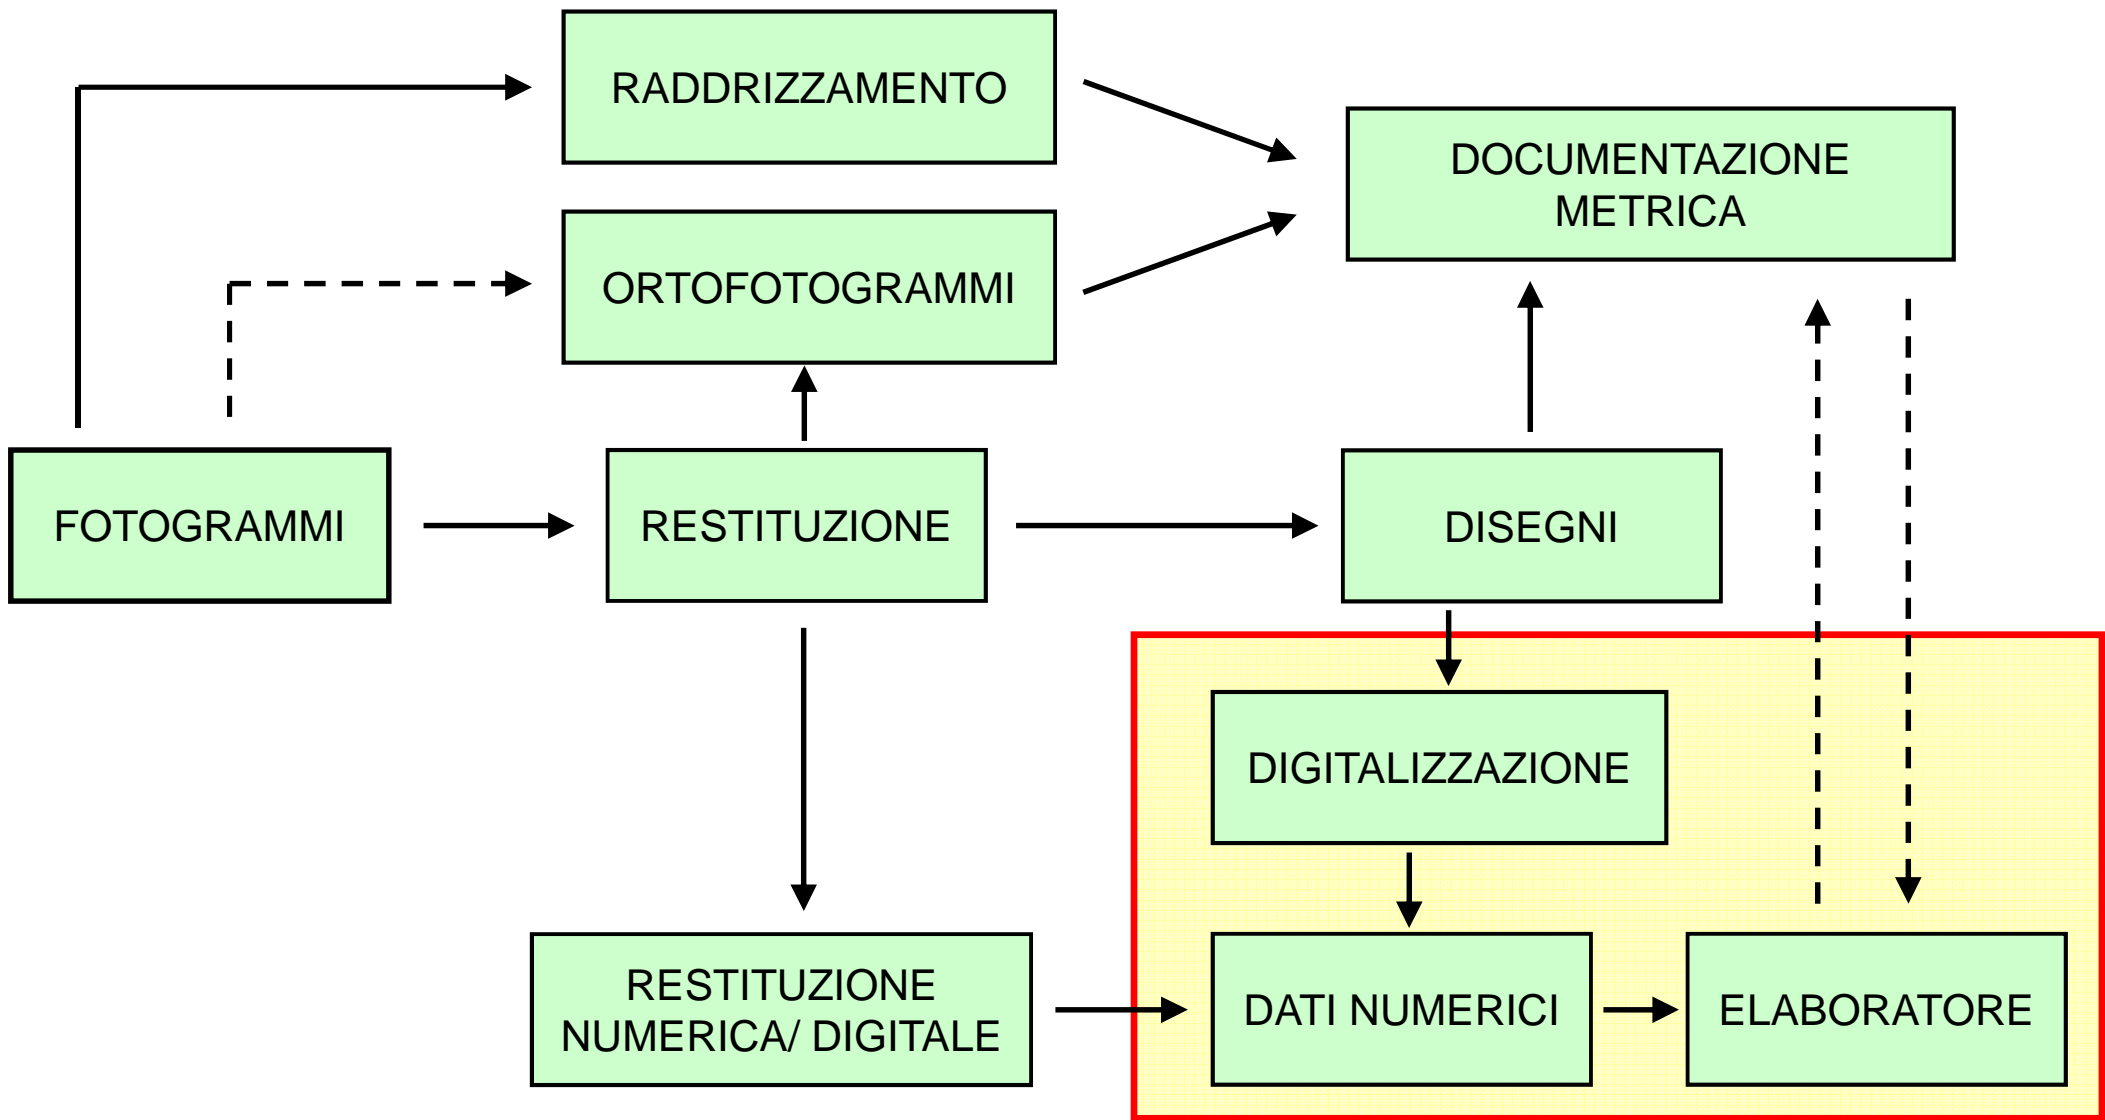 RADDRIZZAMENTO
DOCUMENTAZIONE
METRICA
ORTOFOTOGRAMMI
FOTOGRAMMI
RESTITUZIONE
DISEGNI
DIGITALIZZAZIONE
RESTITUZIONE
NUMERICA/ DIGITALE
DATI NUMERICI
ELABORATORE